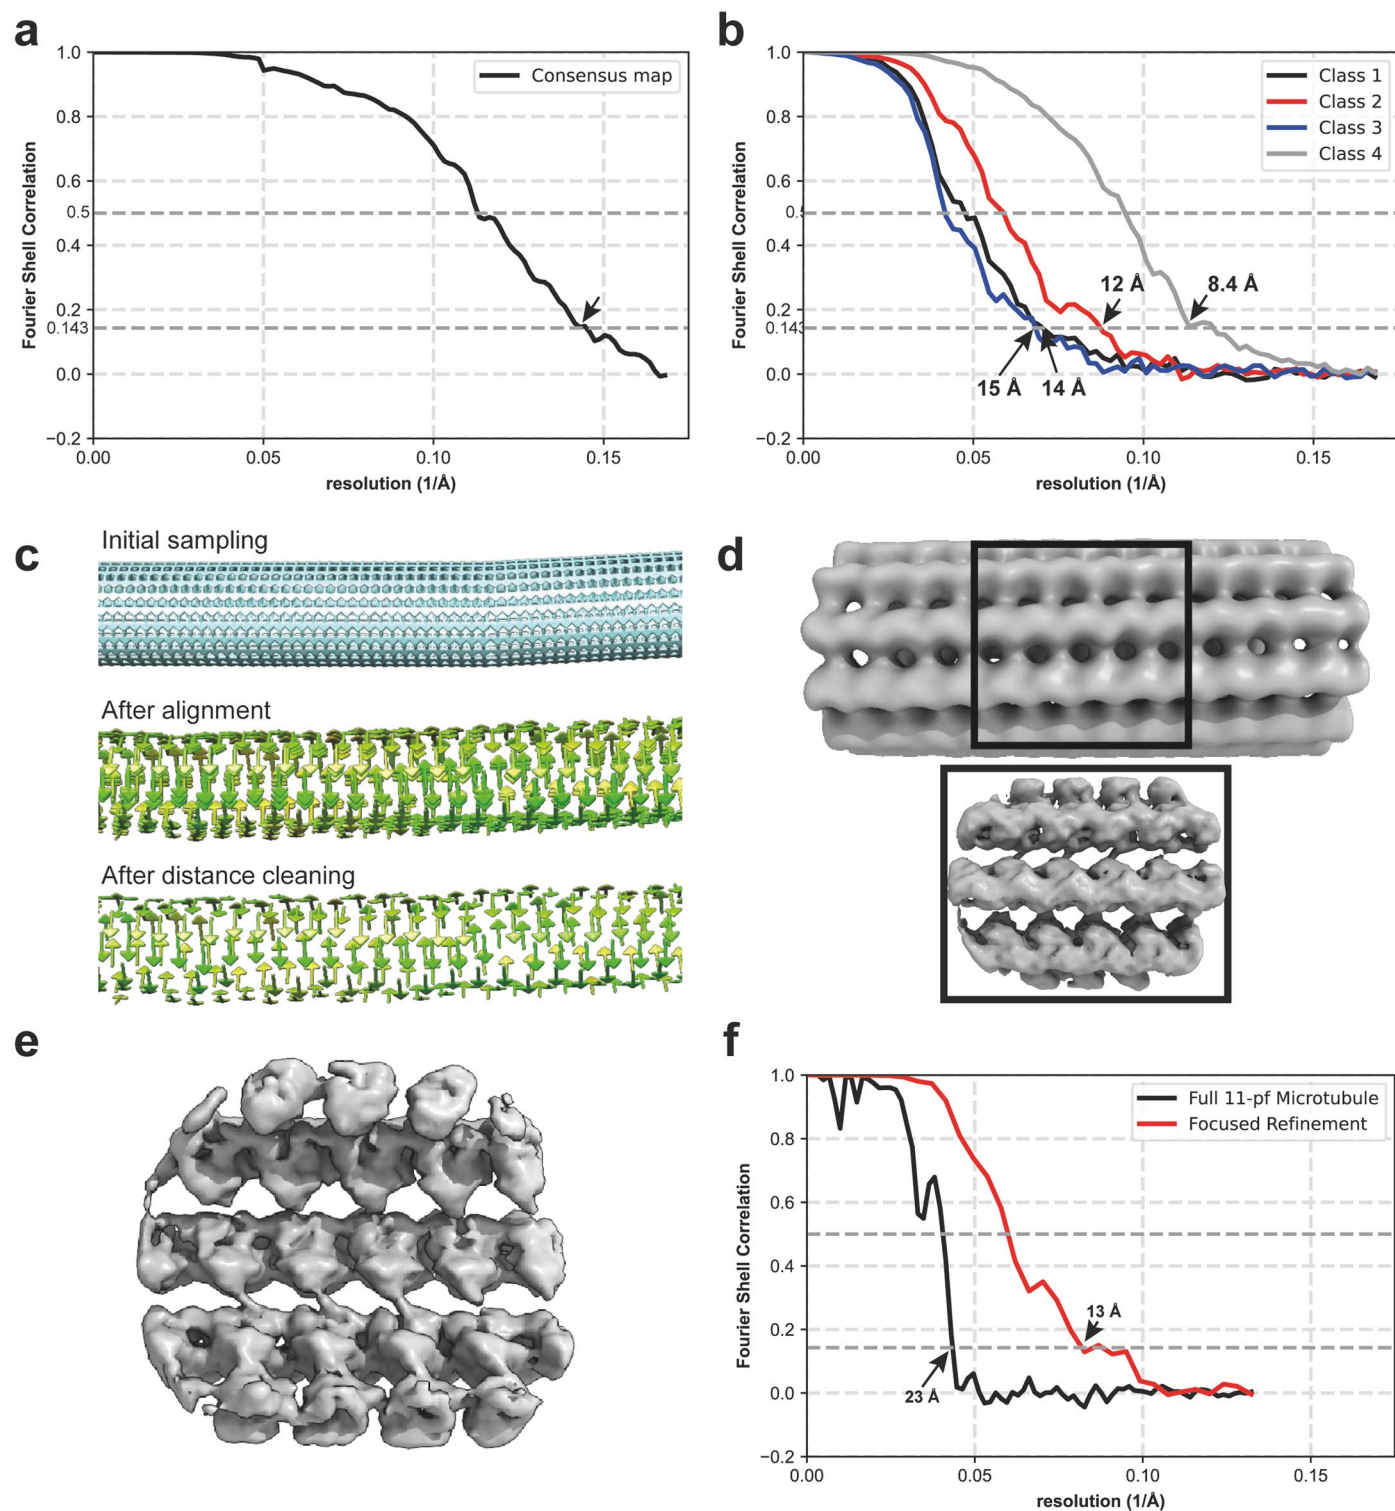 a
1.0
0.8
0.6
0.5
0.4
0.2
0.143
0.0
−0.2
Fourier Shell Correlation
Consensus map
0.00
0.05
0.10
0.15
resolution (1/Å)
b
1.0
0.8
0.6
0.4
0.2
0.143
0.0
−0.2
Fourier Shell Correlation
Class 1
Class 2
Class 3
Class 4
12 Å
8.4 Å
15 Å
14 Å
0.00
0.05
0.10
0.15
resolution (1/Å)
c
Initial sampling
After alignment
After distance cleaning
d
e
f
1.0
0.8
0.6
0.4
0.2
0.0
−0.2
Fourier Shell Correlation
Full 11-pf Microtubule
Focused Refinement
13 Å
23 Å
0.00
0.05
0.10
0.15
resolution (1/Å)